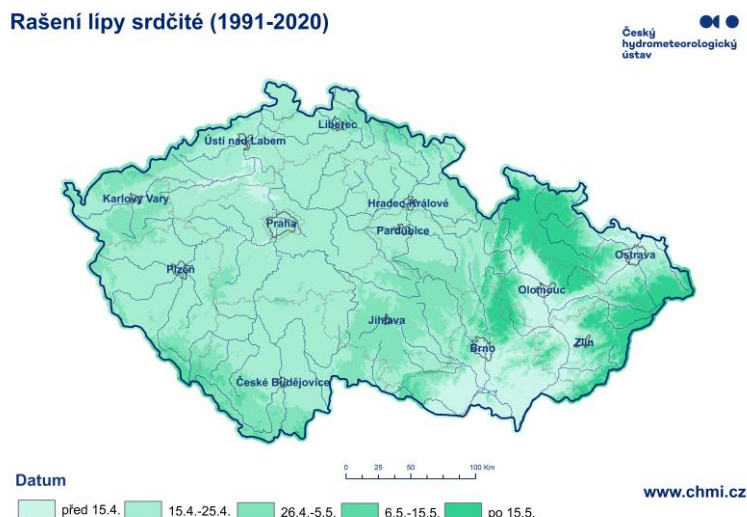 Rašení lípy srdčité (1991-2020)
Český
hydrometeorologický
ústav
Liberec
Ústí nad Labem
Karlovy Vary
Hradec Králové
Praha
Pardubice
Ostrava
Plzeň
Olomouc
Jihlava
Brno
Zlín
České Budějovice
Datum
0 25 50 100 Km
www.chmi.cz
před 15.4. 15.4.-25.4. 26.4.-5.5. 6.5.-15.5. po 15.5.